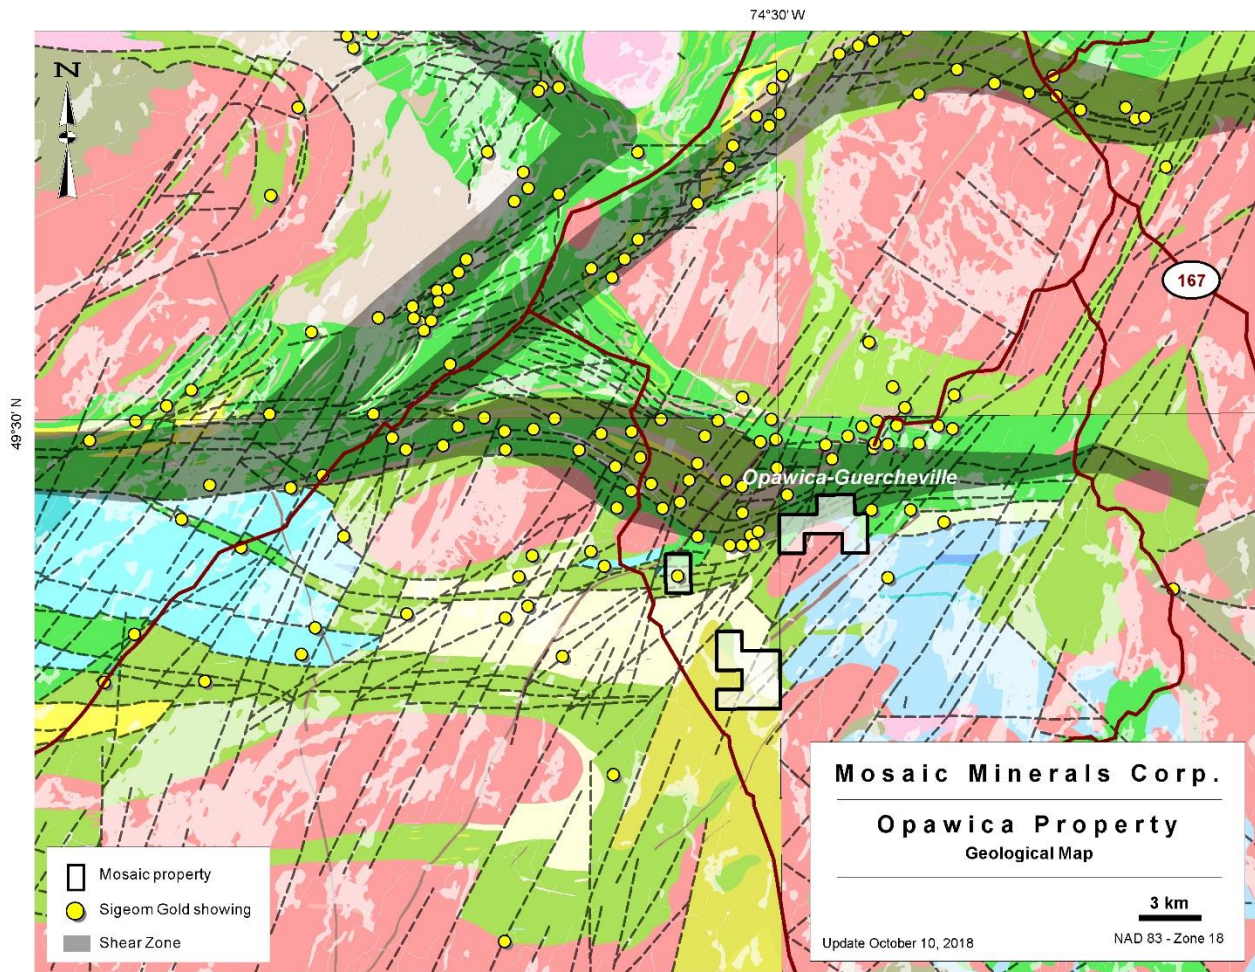 74°30' W
N
167
49°30' N
Opawica-Guercheville
Mosaic Minerals Corp.
Opawica Property
Geological Map
3 km
Update October 10, 2018
NAD 83 - Zone 18
Mosaic property
Sigeom Gold showing
Shear Zone